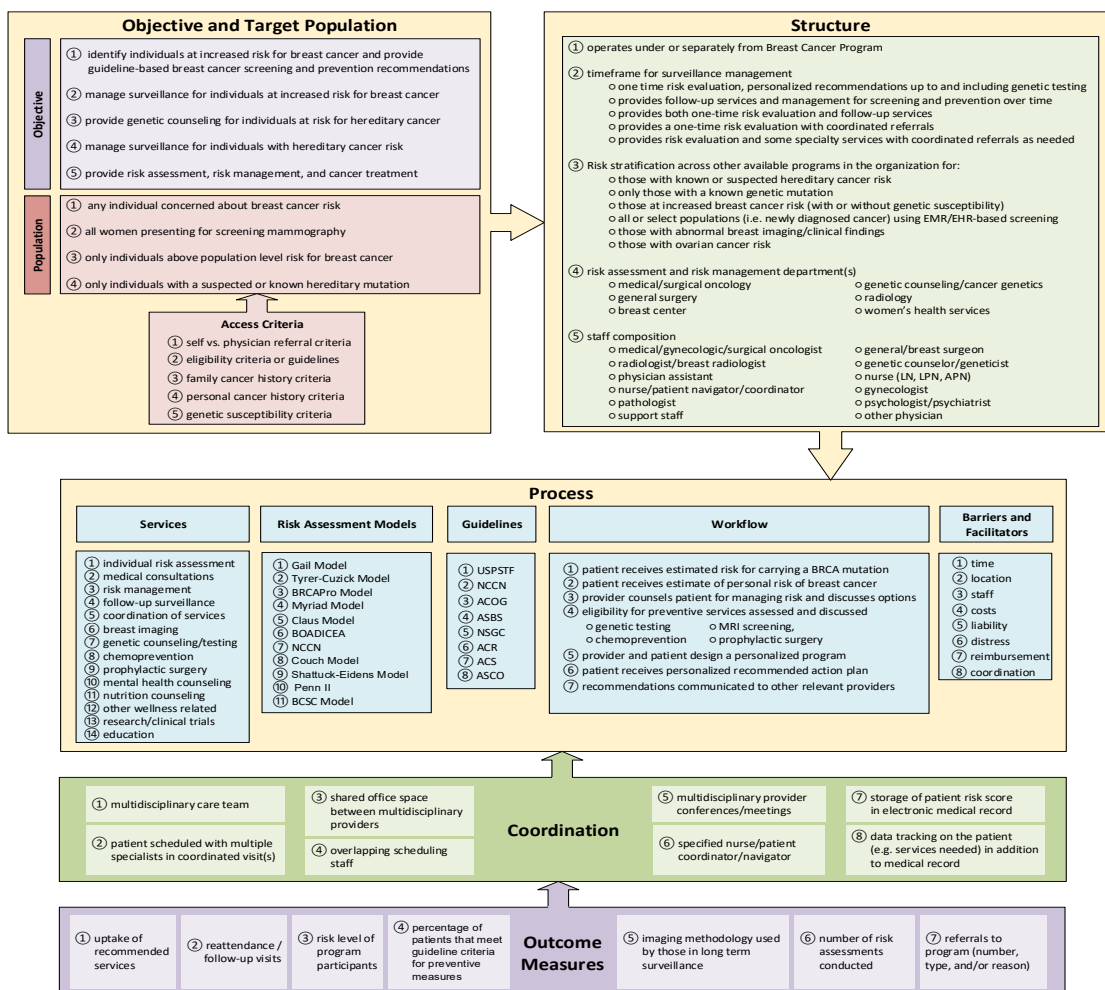 Objective and Target Population
Objective
① identify individuals at increased risk for breast cancer and provide
guideline-based breast cancer screening and prevention recommendations
② manage surveillance for individuals at increased risk for breast cancer
③ provide genetic counseling for individuals at risk for hereditary cancer
④ manage surveillance for individuals with hereditary cancer risk
⑤ provide risk assessment, risk management, and cancer treatment
Population
① any individual concerned about breast cancer risk
② all women presenting for screening mammography
③ only individuals above population level risk for breast cancer
④ only individuals with a suspected or known hereditary mutation
Access Criteria
① self vs. physician referral criteria
② eligibility criteria or guidelines
③ family cancer history criteria
④ personal cancer history criteria
⑤ genetic susceptibility criteria
Structure
① operates under or separately from Breast Cancer Program
② timeframe for surveillance management
○ one time risk evaluation, personalized recommendations up to and including genetic testing
○ provides follow-up services and management for screening and prevention over time
○ provides both one-time risk evaluation and follow-up services
○ provides a one-time risk evaluation with coordinated referrals
○ provides risk evaluation and some specialty services with coordinated referrals as needed
③ Risk stratification across other available programs in the organization for:
○ those with known or suspected hereditary cancer risk
○ only those with a known genetic mutation
○ those at increased breast cancer risk (with or without genetic susceptibility)
○ all or select populations (i.e. newly diagnosed cancer) using EMR/EHR-based screening
○ those with abnormal breast imaging/clinical findings
○ those with ovarian cancer risk
④ risk assessment and risk management department(s)
○ medical/surgical oncology
○ general surgery
○ breast center
○ genetic counseling/cancer genetics
○ radiology
○ women's health services
⑤ staff composition
○ medical/gynecologic/surgical oncologist
○ radiologist/breast radiologist
○ physician assistant
○ nurse/patient navigator/coordinator
○ pathologist
○ support staff
○ general/breast surgeon
○ genetic counselor/geneticist
○ nurse (LN, LPN, APN)
○ gynecologist
○ psychologist/psychiatrist
○ other physician
Process
Services
① individual risk assessment
② medical consultations
③ risk management
④ follow-up surveillance
⑤ coordination of services
⑥ breast imaging
⑦ genetic counseling/testing
⑧ chemoprevention
⑨ prophylactic surgery
⑩ mental health counseling
⑪ nutrition counseling
⑫ other wellness related
⑬ research/clinical trials
⑭ education
Risk Assessment Models
① Gail Model
② Tyrer-Cuzick Model
③ BRCAPro Model
④ Myriad Model
⑤ Claus Model
⑥ BOADICEA
⑦ NCCN
⑧ Couch Model
⑨ Shattuck-Eidens Model
⑩ Penn II
⑪ BCSC Model
Guidelines
① USPSTF
② NCCN
③ ACOG
④ ASBS
⑤ NSGC
⑥ ACR
⑦ ACS
⑧ ASCO
Workflow
① patient receives estimated risk for carrying a BRCA mutation
② patient receives estimate of personal risk of breast cancer
③ provider counsels patient for managing risk and discusses options
④ eligibility for preventive services assessed and discussed
○ genetic testing ○ MRI screening,
○ chemoprevention ○ prophylactic surgery
⑤ provider and patient design a personalized program
⑥ patient receives personalized recommended action plan
⑦ recommendations communicated to other relevant providers
Barriers and
Facilitators
① time
② location
③ staff
④ costs
⑤ liability
⑥ distress
⑦ reimbursement
⑧ coordination
Coordination
① multidisciplinary care team
② patient scheduled with multiple
specialists in coordinated visit(s)
③ shared office space
between multidisciplinary
providers
④ overlapping scheduling
staff
⑤ multidisciplinary provider
conferences/meetings
⑥ specified nurse/patient
coordinator/navigator
⑦ storage of patient risk score
in electronic medical record
⑧ data tracking on the patient
(e.g. services needed) in addition
to medical record
Outcome
Measures
① uptake of
recommended
services
② reattendance /
follow-up visits
③ risk level of
program
participants
④ percentage of
patients that meet
guideline criteria
for preventive
measures
⑤ imaging methodology used
by those in long term
surveillance
⑥ number of risk
assessments
conducted
⑦ referrals to
program (number,
type, and/or reason)